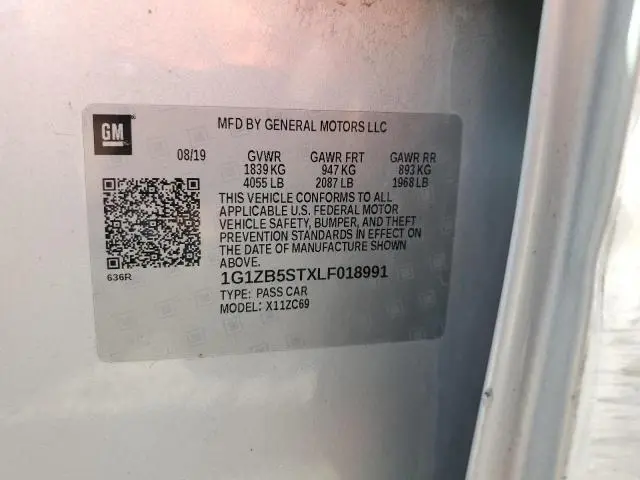 GM
MFD BY GENERAL MOTORS LLC
08/19 GVWR GAWR FRT GAWR RR
1839 KG 947 KG 893 KG
4055 LB 2087 LB 1968 LB
THIS VEHICLE CONFORMS TO ALL
APPLICABLE U.S. FEDERAL MOTOR
VEHICLE SAFETY, BUMPER, AND THEFT
PREVENTION STANDARDS IN EFFECT ON
THE DATE OF MANUFACTURE SHOWN
ABOVE.
636R
1G1ZB5STXLF018991
TYPE: PASS CAR
MODEL: X11ZC69